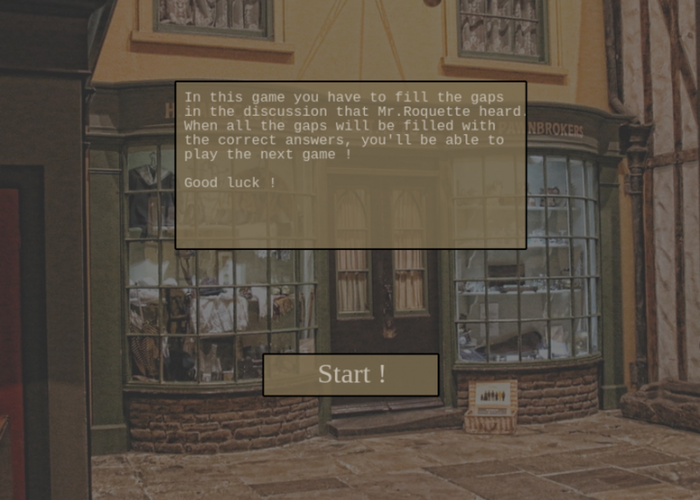 In this game you have to fill the gaps
in the discussion that Mr.Roquette heard.
When all the gaps will be filled with
the correct answers, you'll be able to
play the next game !
Good luck !
Start !